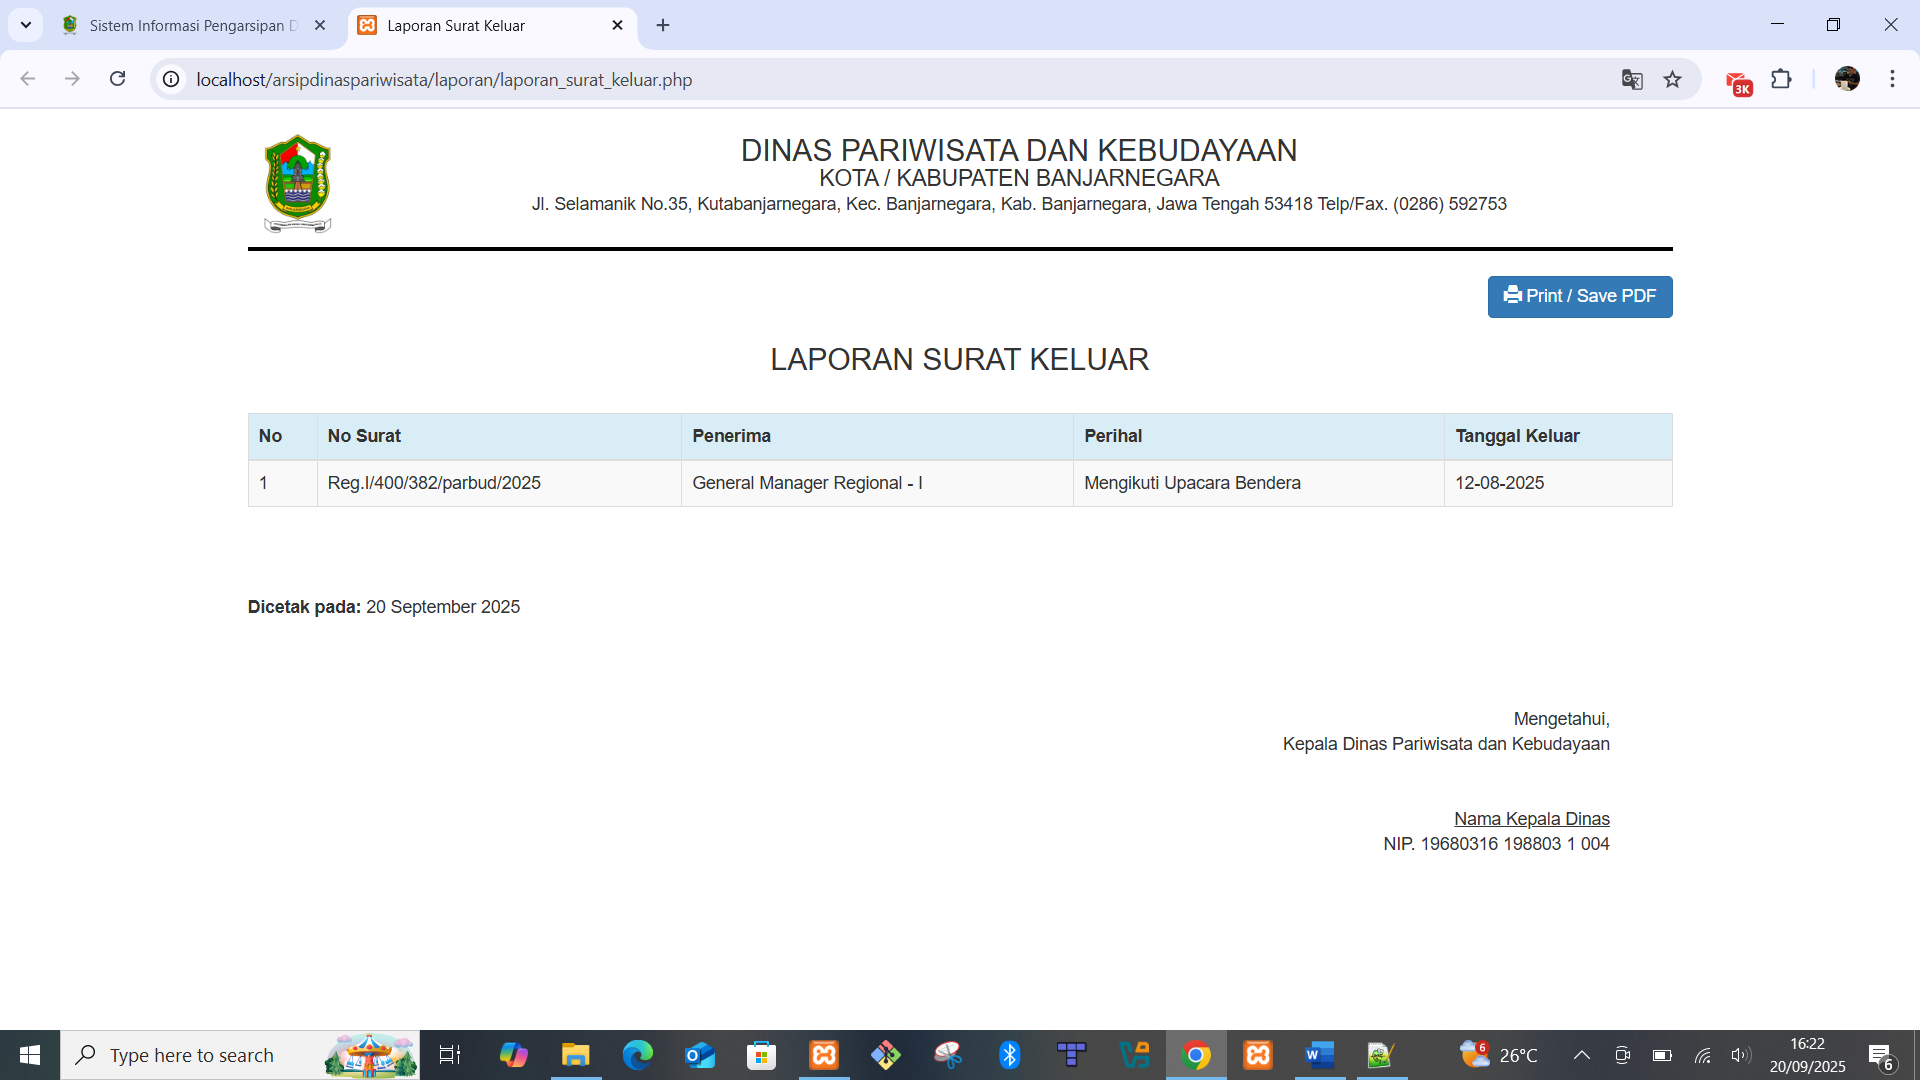 Sistem Informasi Pengarsipan D
Laporan Surat Keluar
localhost/arsipdinaspariwisata/laporan/laporan_surat_keluar.php
3K
DINAS PARIWISATA DAN KEBUDAYAAN
KOTA / KABUPATEN BANJARNEGARA
Jl. Selamanik No.35, Kutabanjarnegara, Kec. Banjarnegara, Kab. Banjarnegara, Jawa Tengah 53418 Telp/Fax. (0286) 592753
Print / Save PDF
LAPORAN SURAT KELUAR
No No Surat Penerima Perihal Tanggal Keluar
1 Reg.I/400/382/parbud/2025 General Manager Regional - I Mengikuti Upacara Bendera 12-08-2025
Dicetak pada: 20 September 2025
Mengetahui,
Kepala Dinas Pariwisata dan Kebudayaan
Nama Kepala Dinas
NIP. 19680316 198803 1 004
Type here to search
6
26°C
16:22
20/09/2025
6